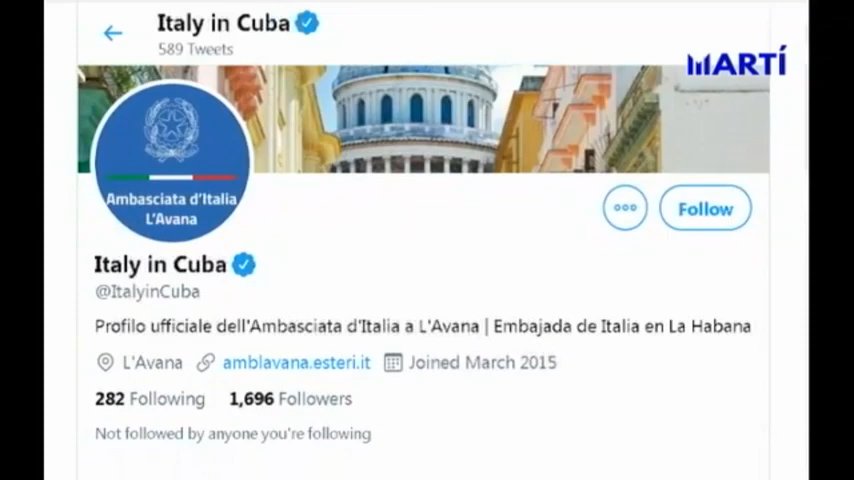 Italy in Cuba
589 Tweets
MARTÍ
Ambasciata d'Italia
L'Avana
Follow
Italy in Cuba
@ItalyinCuba
Profilo ufficiale dell'Ambasciata d'Italia a L'Avana | Embajada de Italia en La Habana
L'Avana amblavana.esteri.it Joined March 2015
282 Following 1,696 Followers
Not followed by anyone you're following